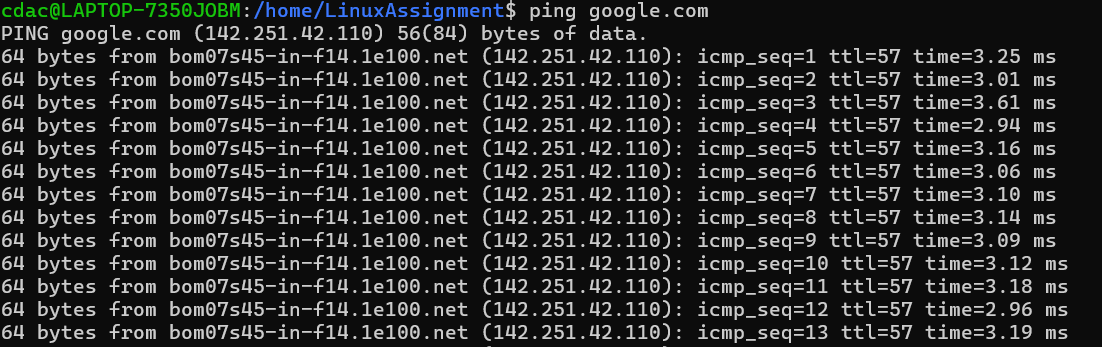 cdac@LAPTOP-7350JOBM:/home/LinuxAssignment$ ping google.com
PING google.com (142.251.42.110) 56(84) bytes of data.
64 bytes from bom07s45-in-f14.1e100.net (142.251.42.110): icmp_seq=1 ttl=57 time=3.25 ms
64 bytes from bom07s45-in-f14.1e100.net (142.251.42.110): icmp_seq=2 ttl=57 time=3.01 ms
64 bytes from bom07s45-in-f14.1e100.net (142.251.42.110): icmp_seq=3 ttl=57 time=3.61 ms
64 bytes from bom07s45-in-f14.1e100.net (142.251.42.110): icmp_seq=4 ttl=57 time=2.94 ms
64 bytes from bom07s45-in-f14.1e100.net (142.251.42.110): icmp_seq=5 ttl=57 time=3.16 ms
64 bytes from bom07s45-in-f14.1e100.net (142.251.42.110): icmp_seq=6 ttl=57 time=3.06 ms
64 bytes from bom07s45-in-f14.1e100.net (142.251.42.110): icmp_seq=7 ttl=57 time=3.10 ms
64 bytes from bom07s45-in-f14.1e100.net (142.251.42.110): icmp_seq=8 ttl=57 time=3.14 ms
64 bytes from bom07s45-in-f14.1e100.net (142.251.42.110): icmp_seq=9 ttl=57 time=3.09 ms
64 bytes from bom07s45-in-f14.1e100.net (142.251.42.110): icmp_seq=10 ttl=57 time=3.12 ms
64 bytes from bom07s45-in-f14.1e100.net (142.251.42.110): icmp_seq=11 ttl=57 time=3.18 ms
64 bytes from bom07s45-in-f14.1e100.net (142.251.42.110): icmp_seq=12 ttl=57 time=2.96 ms
64 bytes from bom07s45-in-f14.1e100.net (142.251.42.110): icmp_seq=13 ttl=57 time=3.19 ms